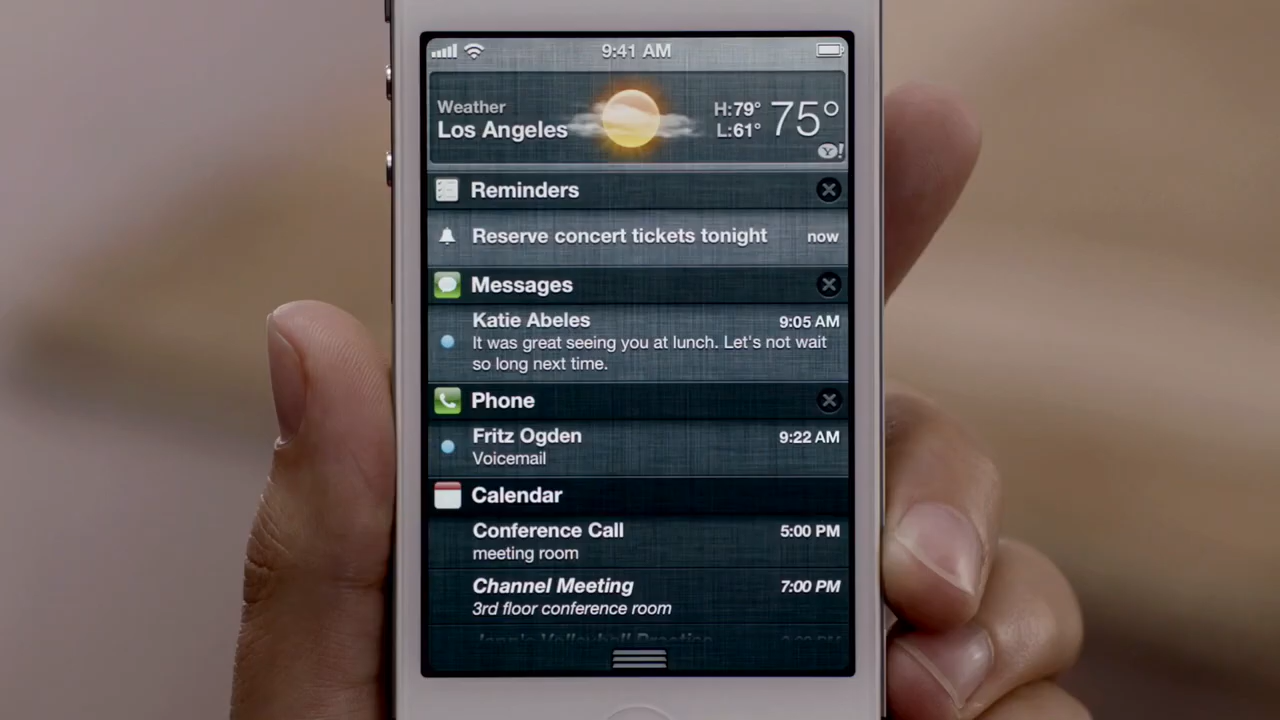 9:41 AM
Weather
Los Angeles
H:79°
L:61°
75°
Y!
Reminders
Reserve concert tickets tonight now
Messages
Katie Abeles 9:05 AM
It was great seeing you at lunch. Let's not wait
so long next time.
Phone
Fritz Ogden 9:22 AM
Voicemail
Calendar
Conference Call 5:00 PM
meeting room
Channel Meeting 7:00 PM
3rd floor conference room
Volleyball Practice